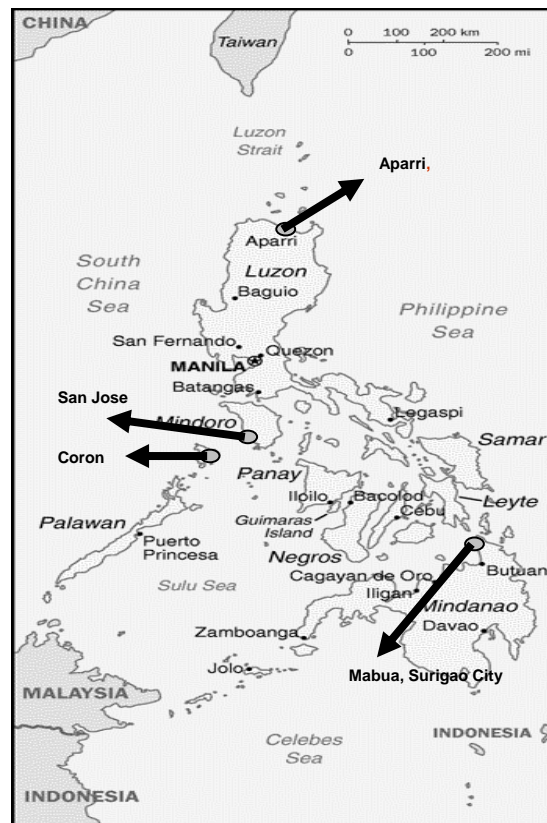 CHINA
Taiwan
0 100 200 km
0 100 200 mi
Luzon
Strait
Aparri,
Aparri
South
China
Sea
Luzon
Baguio
Philippine
Sea
San Fernando
Quezon
MANILA
Batangas
San Jose
Mindoro
Legaspi
Samar
Coron
Panay
Iloilo
Bacolod
Leyte
Cebu
Guimaras
Island
Palawan
Puerto
Princesa
Negros
Sulu Sea
Cagayan de Oro
Butuan
Iligan
Mindanao
Zamboanga
Davao
Jolo
Mabua, Surigao City
MALAYSIA
Celebes
Sea
INDONESIA
INDONESIA